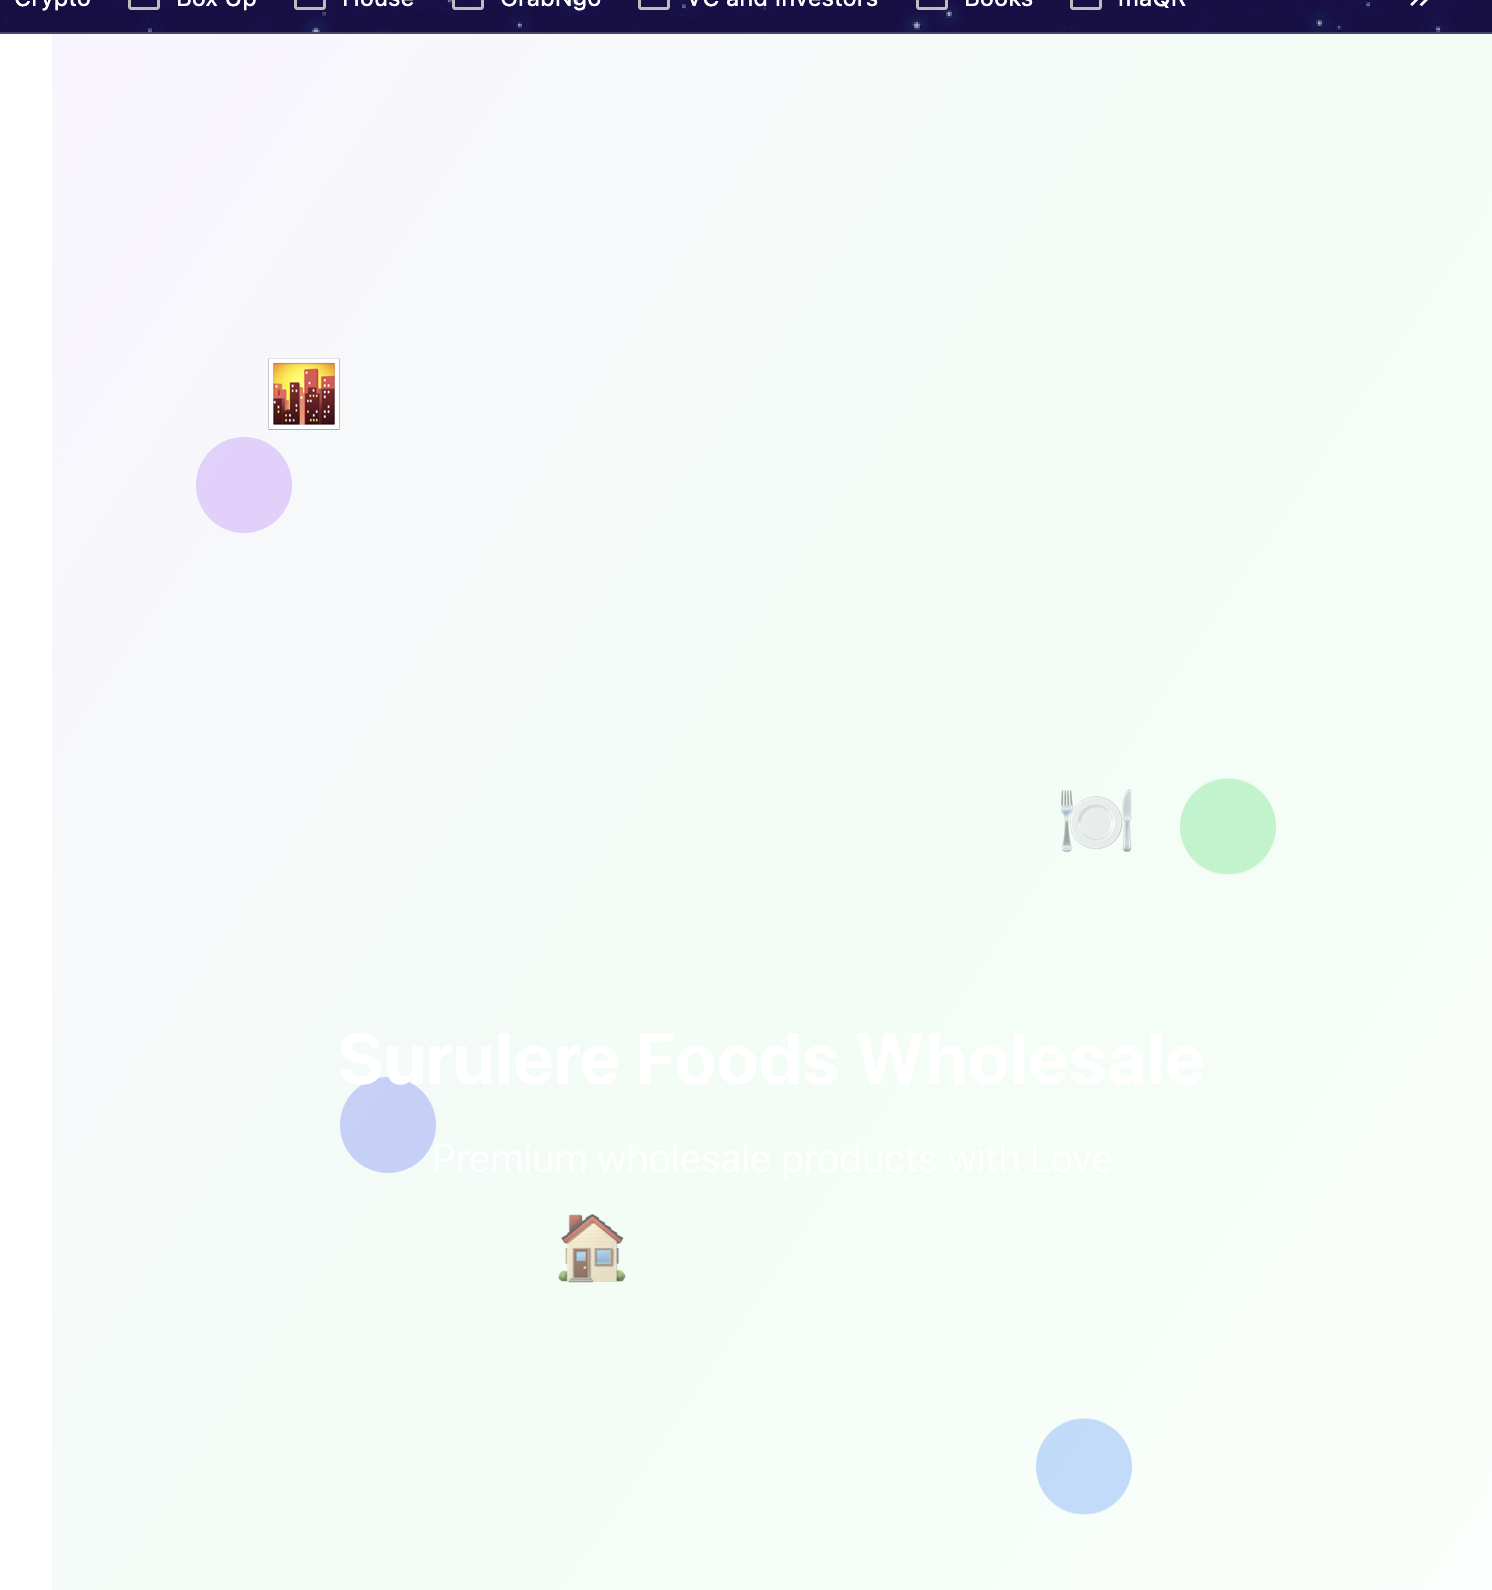 Crypto Box Up House GrabNgo VC and Investors Books maQR »
Surulere Foods Wholesale
Premium wholesale products with Love